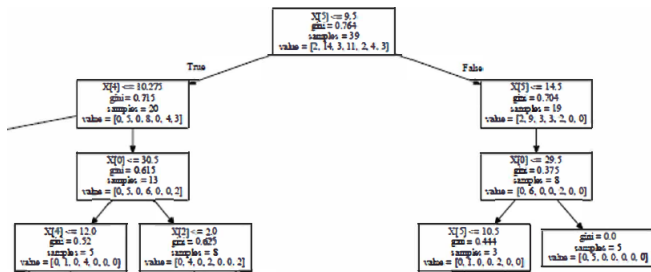 X[5] <= 9.5
gini = 0.764
samples = 39
value = [2, 14, 3, 11, 2, 4, 3]
True
False
X[4] <= 10.275
gini = 0.715
samples = 20
value = [0, 5, 0, 8, 0, 4, 3]
X[5] <= 14.5
gini = 0.704
samples = 19
value = [2, 9, 3, 3, 2, 0, 0]
X[0] <= 30.5
gini = 0.615
samples = 13
value = [0, 5, 0, 6, 0, 0, 2]
X[0] <= 29.5
gini = 0.375
samples = 8
value = [0, 6, 0, 0, 2, 0, 0]
X[4] <= 12.0
gini = 0.32
samples = 5
value = [0, 1, 0, 4, 0, 0, 0]
X[2] <= 2.0
gini = 0.625
samples = 8
value = [0, 4, 0, 2, 0, 0, 2]
X[5] <= 10.5
gini = 0.444
samples = 3
value = [0, 1, 0, 0, 2, 0, 0]
gini = 0.0
samples = 5
value = [0, 5, 0, 0, 0, 0, 0]